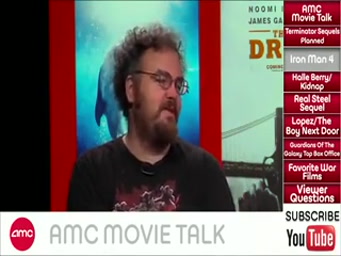 NOOMI
JAMES GA
TH
DR
COMING
AMC
Movie Talk
Terminator Sequels
Planned
Iron Man 4
Halle Berry/
Kidnap
Real Steel
Sequel
Lopez/The
Boy Next Door
Guardians Of The
Galaxy Top Box Office
Favorite War
Films
Viewer
Questions
SUBSCRIBE
YouTube
amc
AMC MOVIE TALK